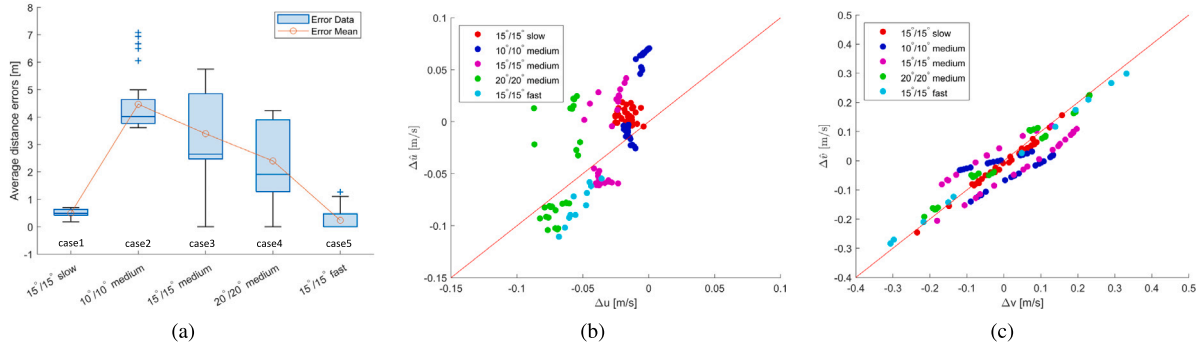 Average distance errors [m]
8
7
6
5
4
3
2
1
0
-1
Error Data
Error Mean
case1 case2 case3 case4 case5
15°/15° slow
10°/10° medium
15°/15° medium
20°/20° medium
15°/15° fast
(a)
Δû [m/s]
0.1
0.05
0
-0.05
-0.1
-0.15
15°/15° slow
10°/10° medium
15°/15° medium
20°/20° medium
15°/15° fast
-0.15 -0.1 -0.05 0 0.05 0.1
Δu [m/s]
(b)
Δv̂ [m/s]
0.5
0.4
0.3
0.2
0.1
0
-0.1
-0.2
-0.3
-0.4
15°/15° slow
10°/10° medium
15°/15° medium
20°/20° medium
15°/15° fast
-0.4 -0.3 -0.2 -0.1 0 0.1 0.2 0.3 0.4 0.5
Δv [m/s]
(c)